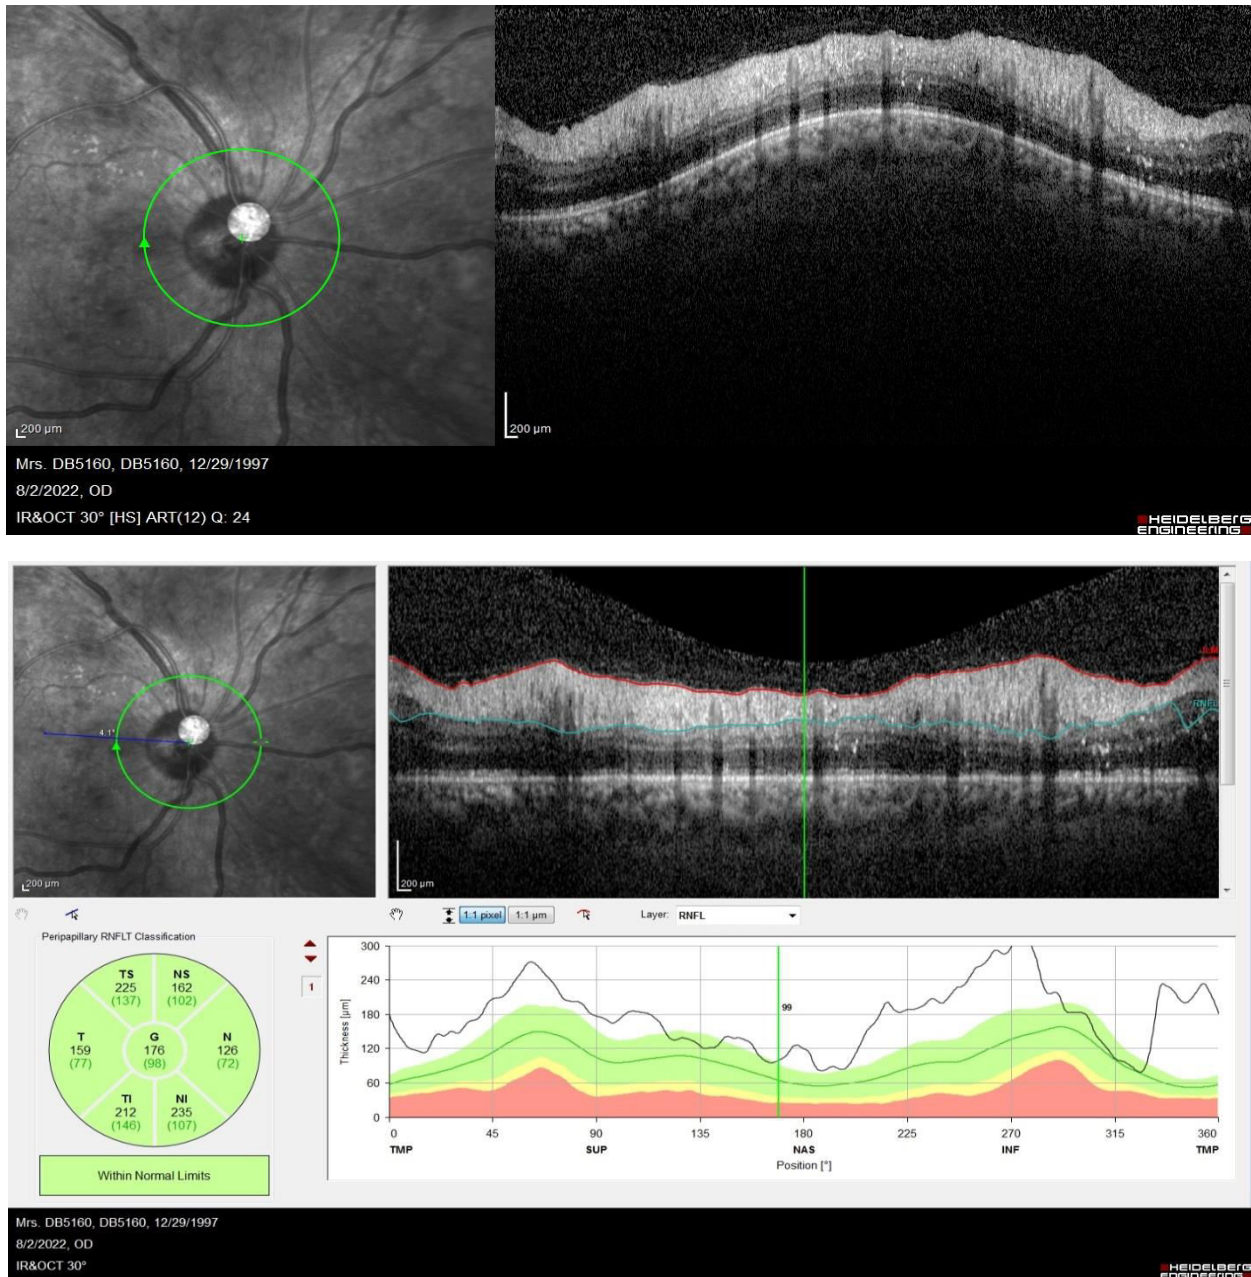 200 µm
200 µm
Mrs. DB5160, DB5160, 12/29/1997
8/2/2022, OD
IR&OCT 30° [HS] ART(12) Q: 24
HEIDELBERG
ENGINEERING
4.1°
200 µm
ILM
RNFL
200 µm
1:1 pixel 1:1 µm Layer: RNFL
Peripapillary RNFLT Classification
TS
225
(137)
NS
162
(102)
T
159
(77)
G
176
(98)
N
126
(72)
TI
212
(146)
NI
235
(107)
Within Normal Limits
1
Thickness [µm]
300
240
180
120
60
0
99
0 45 90 135 180 225 270 315 360
TMP SUP NAS INF TMP
Position [°]
Mrs. DB5160, DB5160, 12/29/1997
8/2/2022, OD
IR&OCT 30°
HEIDELBERG
ENGINEERING